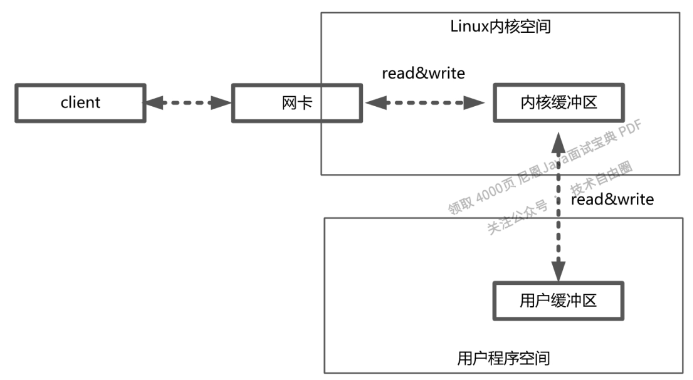 Linux内核空间
read&write
client
网卡
内核缓冲区
领取 4000页 尼恩Java面试宝典 PDF
关注公众号 : 技术自由圈
read&write
用户缓冲区
用户程序空间